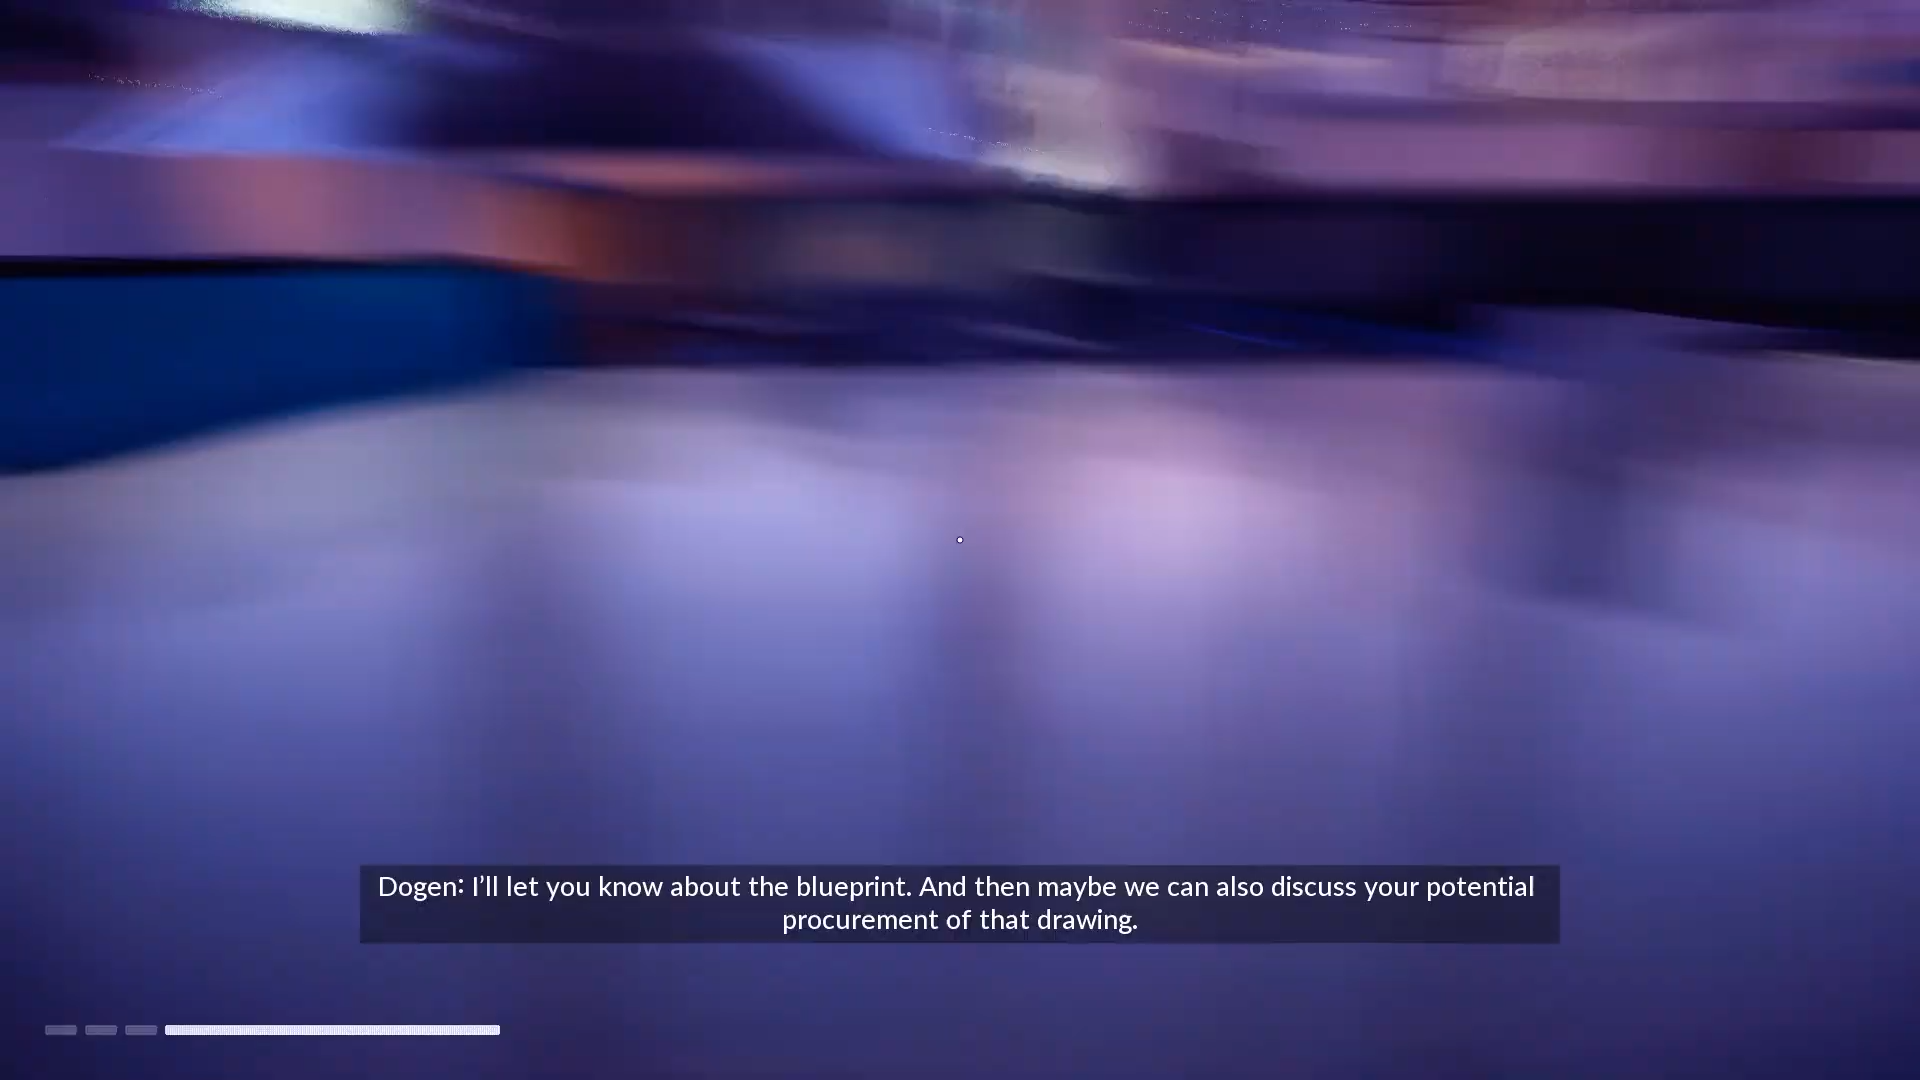 Dogen: I’ll let you know about the blueprint. And then maybe we can also discuss your potential
procurement of that drawing.